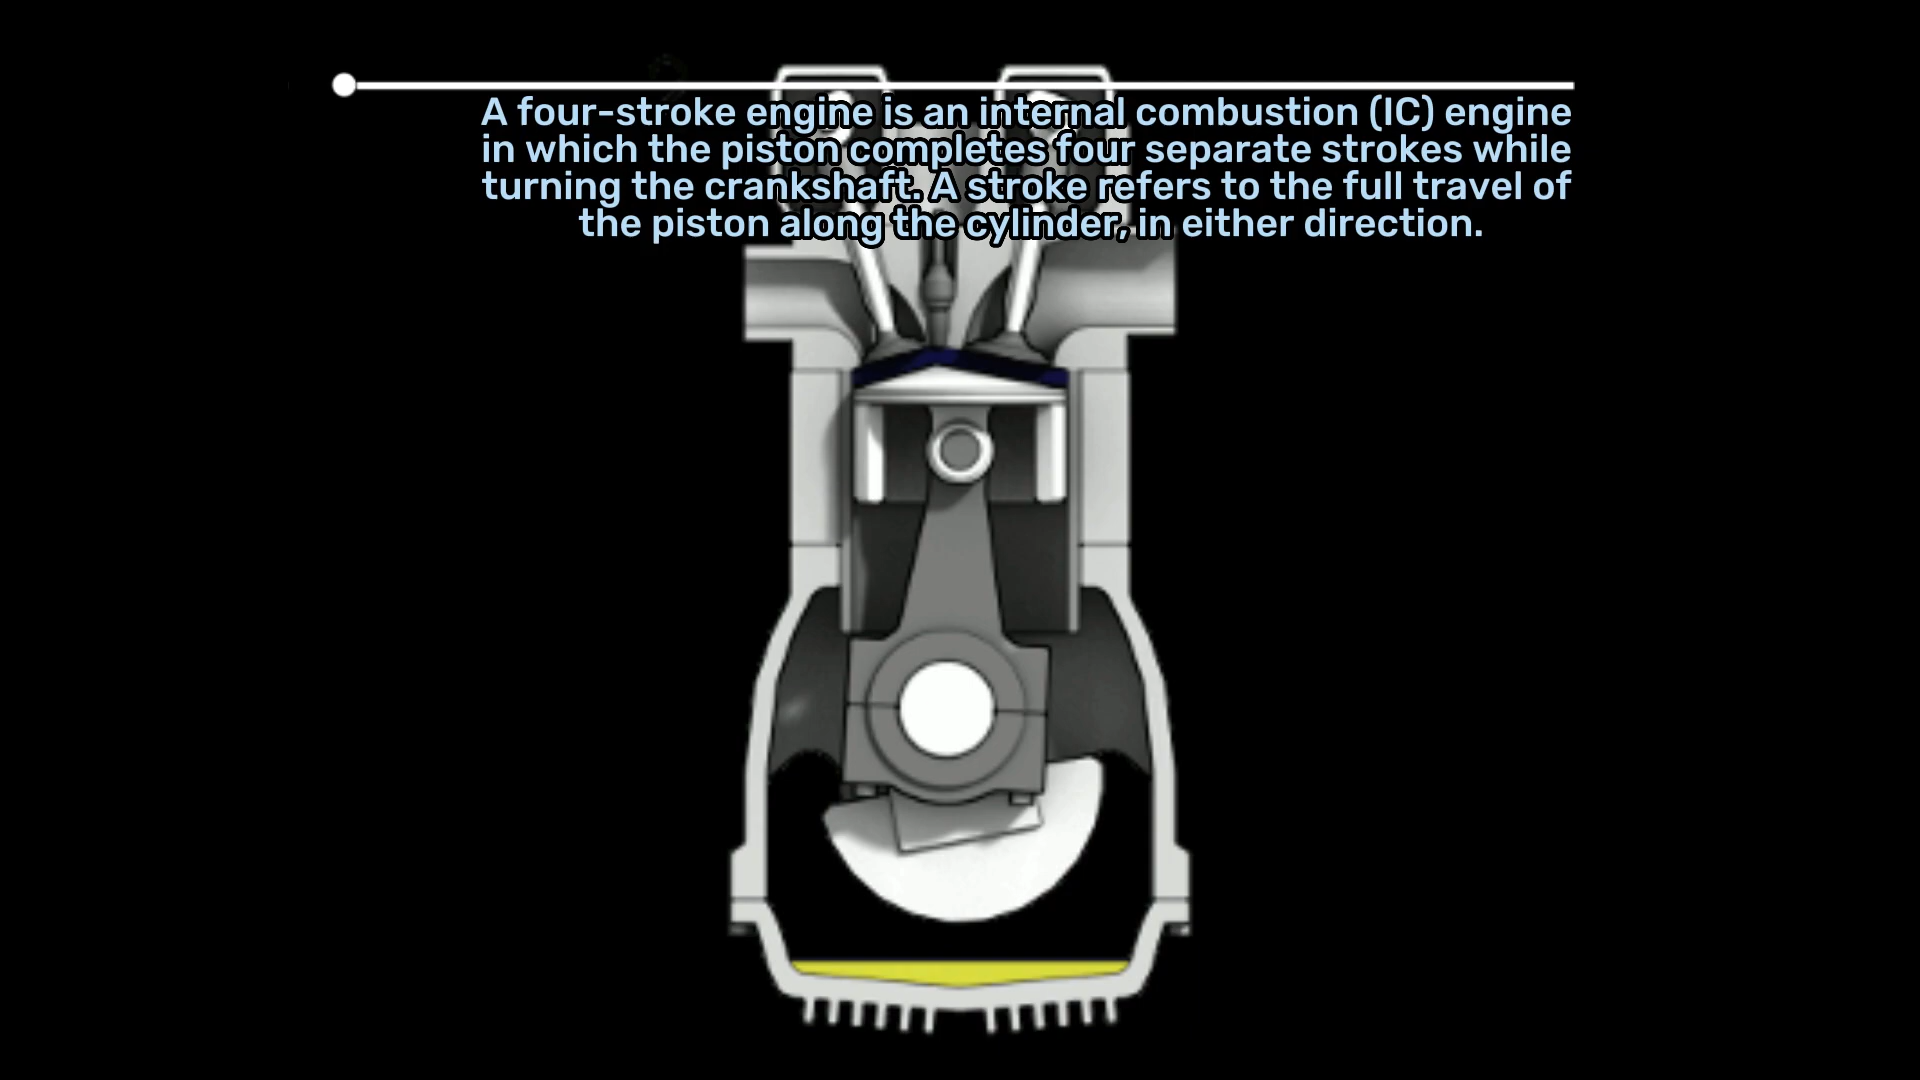 A four-stroke engine is an internal combustion (IC) engine
in which the piston completes four separate strokes while
turning the crankshaft. A stroke refers to the full travel of
the piston along the cylinder, in either direction.